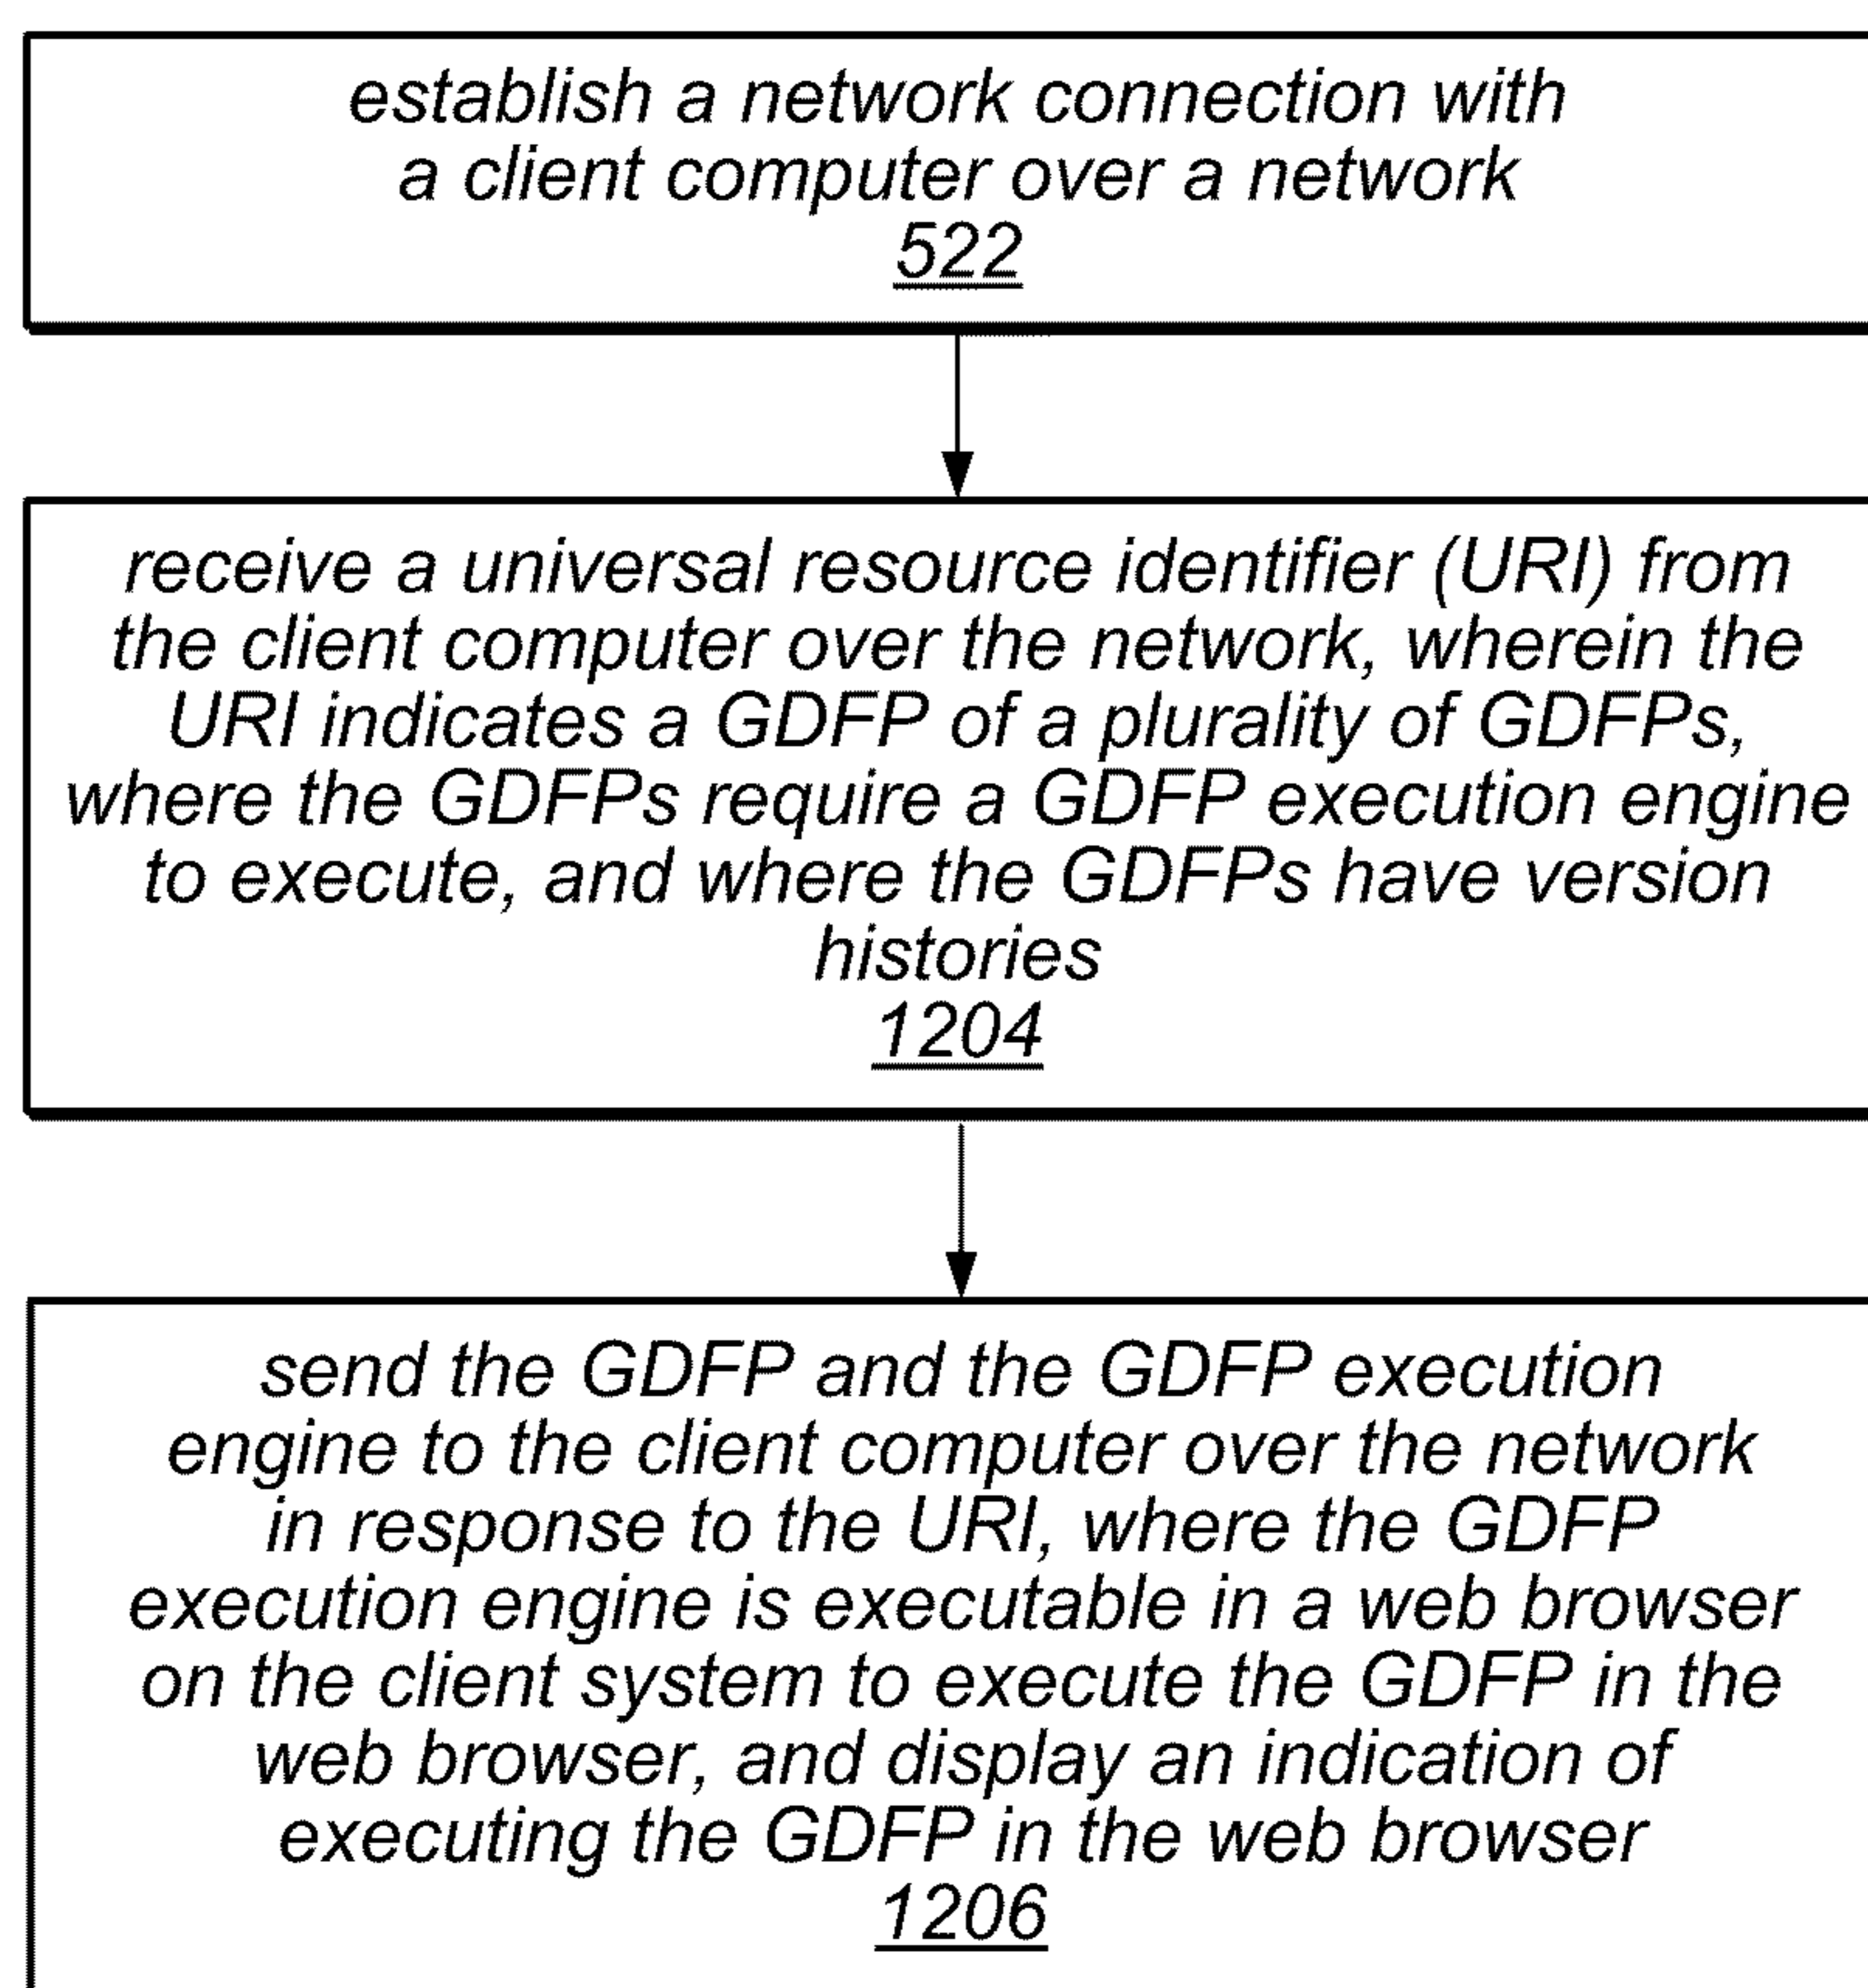 establish a network connection with
a client computer over a network
522
receive a universal resource identifier (URI) from
the client computer over the network, wherein the
URI indicates a GDFP of a plurality of GDFPs,
where the GDFPs require a GDFP execution engine
to execute, and where the GDFPs have version
histories
1204
send the GDFP and the GDFP execution
engine to the client computer over the network
in response to the URI, where the GDFP
execution engine is executable in a web browser
on the client system to execute the GDFP in the
web browser, and display an indication of
executing the GDFP in the web browser
1206